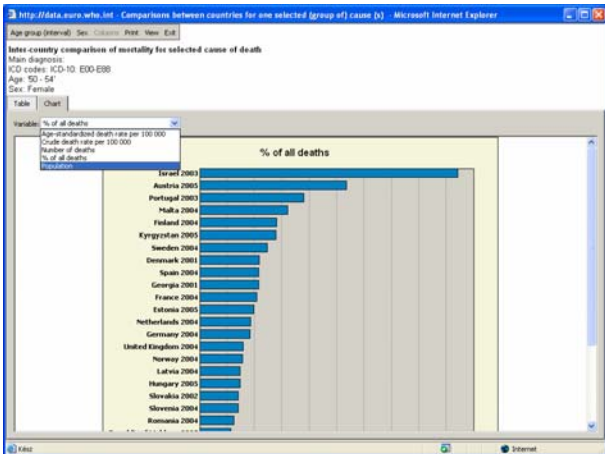 http://data.euro.who.int - Comparisons between countries for one selected (group of) cause (s) - Microsoft Internet Explorer
Age group (interval) Sex Columns Print View Exit
Inter-country comparison of mortality for selected cause of death
Main diagnosis:
ICD codes: ICD-10: E00-E88
Age: '50 - 54'
Sex: Female
Table Chart
Variable: % of all deaths
Age-standardized death rate per 100 000
Crude death rate per 100 000
Number of deaths
% of all deaths
Population
% of all deaths
Israel 2003
Austria 2005
Portugal 2003
Malta 2004
Finland 2004
Kyrgyzstan 2005
Sweden 2004
Denmark 2001
Spain 2004
Georgia 2001
France 2004
Estonia 2005
Netherlands 2004
Germany 2004
United Kingdom 2004
Norway 2004
Latvia 2004
Hungary 2005
Slovakia 2002
Slovenia 2004
Romania 2004
Kész Internet